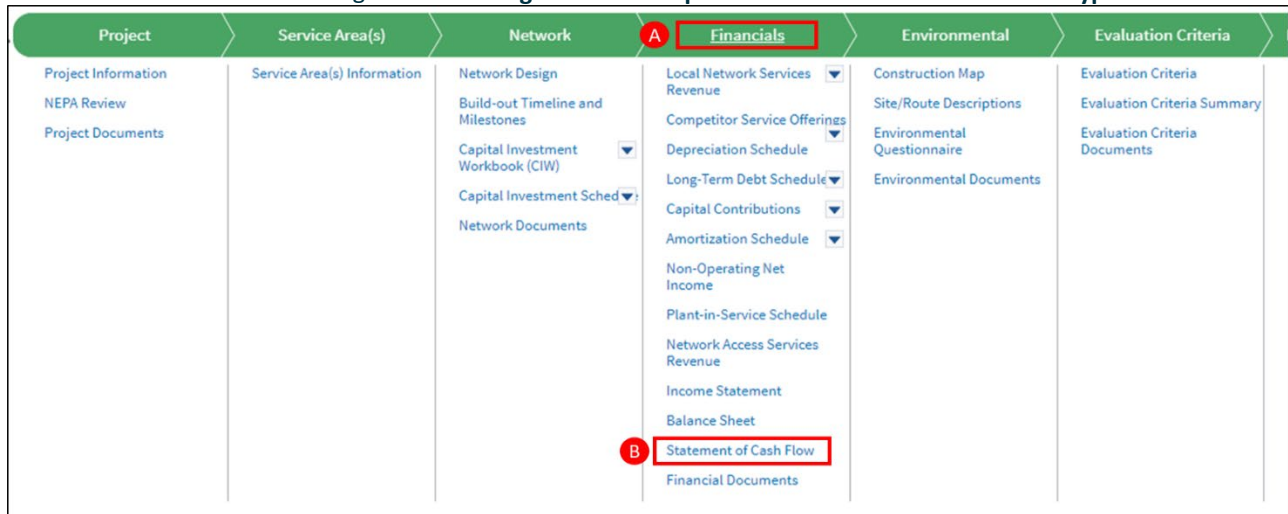 Project
Service Area(s)
Network
A
Financials
Environmental
Evaluation Criteria
Project Information
NEPA Review
Project Documents
Service Area(s) Information
Network Design
Build-out Timeline and
Milestones
Capital Investment
Workbook (CIW)
Capital Investment Sched
Network Documents
Local Network Services
Revenue
Competitor Service Offerings
Depreciation Schedule
Long-Term Debt Schedule
Capital Contributions
Amortization Schedule
Non-Operating Net
Income
Plant-in-Service Schedule
Network Access Services
Revenue
Income Statement
Balance Sheet
B
Statement of Cash Flow
Financial Documents
Construction Map
Site/Route Descriptions
Environmental
Questionnaire
Environmental Documents
Evaluation Criteria
Evaluation Criteria Summary
Evaluation Criteria
Documents